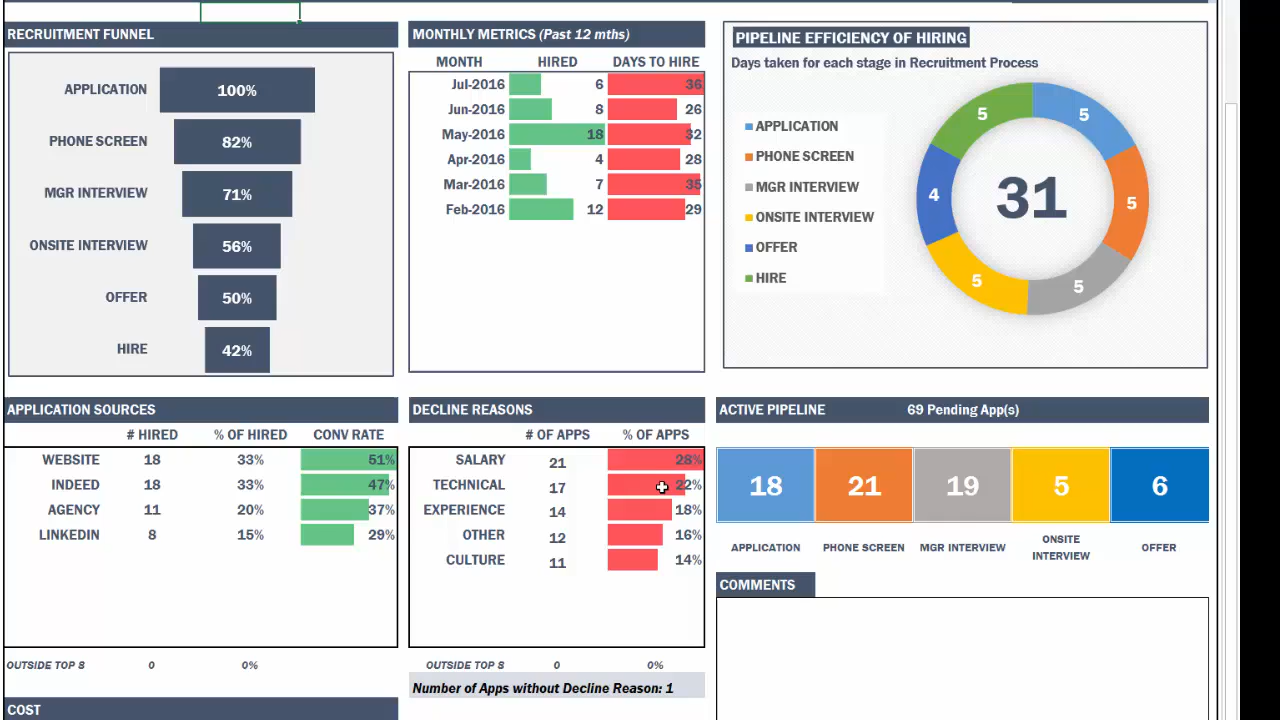 RECRUITMENT FUNNEL
APPLICATION 100%
PHONE SCREEN 82%
MGR INTERVIEW 71%
ONSITE INTERVIEW 56%
OFFER 50%
HIRE 42%
MONTHLY METRICS (Past 12 mths)
MONTH HIRED DAYS TO HIRE
Jul-2016 6 36
Jun-2016 8 26
May-2016 18 32
Apr-2016 4 28
Mar-2016 7 35
Feb-2016 12 29
PIPELINE EFFICIENCY OF HIRING
Days taken for each stage in Recruitment Process
APPLICATION
PHONE SCREEN
MGR INTERVIEW
ONSITE INTERVIEW
OFFER
HIRE
5 5
4 31 5
5 5
APPLICATION SOURCES
# HIRED % OF HIRED CONV RATE
WEBSITE 18 33% 51%
INDEED 18 33% 47%
AGENCY 11 20% 37%
LINKEDIN 8 15% 29%
OUTSIDE TOP 8 0 0%
COST
DECLINE REASONS
# OF APPS % OF APPS
SALARY 21 28%
TECHNICAL 17 22%
EXPERIENCE 14 18%
OTHER 12 16%
CULTURE 11 14%
OUTSIDE TOP 8 0 0%
Number of Apps without Decline Reason: 1
ACTIVE PIPELINE 69 Pending App(s)
18 21 19 5 6
APPLICATION PHONE SCREEN MGR INTERVIEW ONSITE INTERVIEW OFFER
COMMENTS